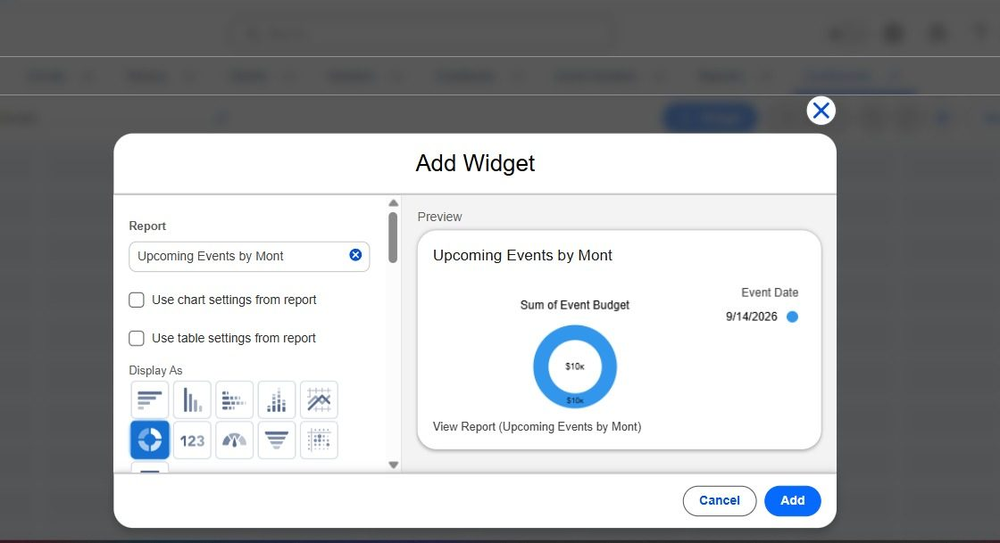 Add Widget
Report
Upcoming Events by Mont
Use chart settings from report
Use table settings from report
Display As
123
Preview
Upcoming Events by Mont
Event Date
9/14/2026
Sum of Event Budget
$10K
$10K
View Report (Upcoming Events by Mont)
Cancel
Add